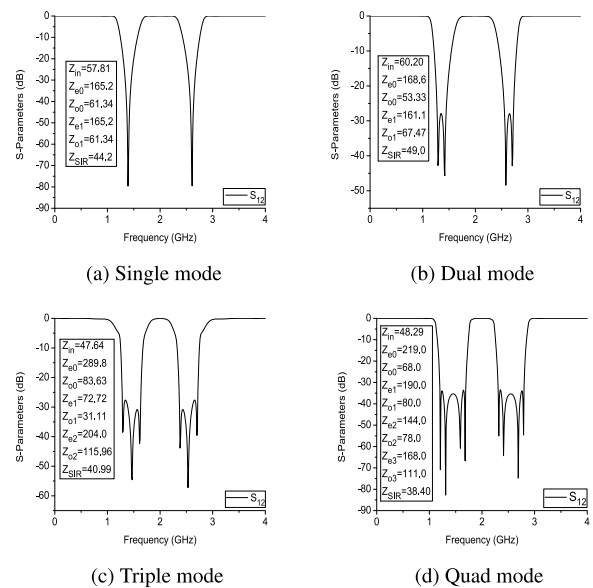 0
-10
-20
-30
-40
-50
-60
-70
-80
-90
S-Parameters (dB)
Z_in=57.81
Z_e0=165.2
Z_o0=61.34
Z_e1=165,2
Z_o1=61.34
Z_SIR=44.2
S_12
0 1 2 3 4
Frequency (GHz)
(a) Single mode
0
-10
-20
-30
-40
-50
S-Parameters (dB)
Z_in=60.20
Z_e0=168,6
Z_o0=53.33
Z_e1=161.1
Z_o1=67.47
Z_SIR=49.0
S_12
0 1 2 3 4
Frequency (GHz)
(b) Dual mode
0
-10
-20
-30
-40
-50
-60
S-Parameters (dB)
Z_in=47.64
Z_e0=289.8
Z_o0=83.63
Z_e1=72,72
Z_o1=31.11
Z_e2=204.0
Z_o2=115,96
Z_SIR=40.99
S_12
0 1 2 3 4
Frequency (GHz)
(c) Triple mode
0
-10
-20
-30
-40
-50
-60
-70
-80
-90
S-Parameters (dB)
Z_in=48.29
Z_e0=219.0
Z_o0=68.0
Z_e1=190.0
Z_o1=80.0
Z_e2=144,0
Z_o2=78.0
Z_e3=168.0
Z_o3=111.0
Z_SIR=38.40
S_12
0 1 2 3 4
Frequency (GHz)
(d) Quad mode